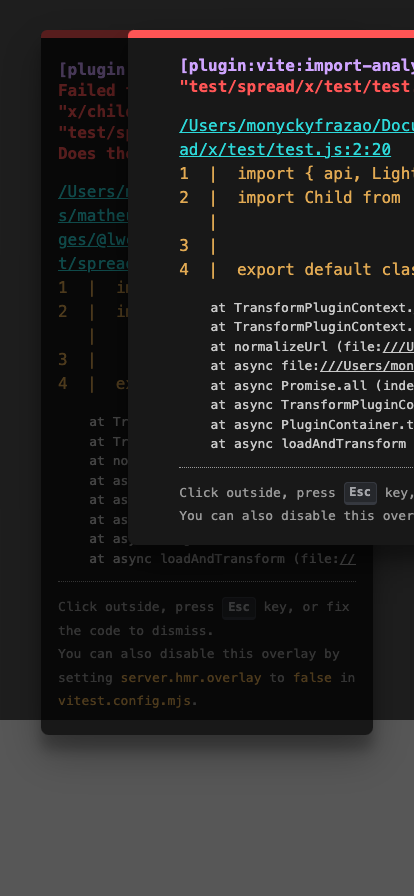 [plugin:vite:import-analy
"test/spread/x/test/test
/Users/monyckyfrazao/Docu
ad/x/test/test.js:2:20
1  |  import { api, Light
2  |  import Child from
|
3  |
4  |  export default clas
at TransformPluginContext.
at TransformPluginContext.
at normalizeUrl (file:///U
at async file:///Users/mon
at async Promise.all (inde
at async TransformPluginCo
at async PluginContainer.t
at async loadAndTransform
Click outside, press Esc key,
You can also disable this over
[plugin
Failed
"x/chil
"test/s
Does the
/Users/
s/matheu
ges/@lw
t/sprea
1  |  i
2  |  i
|
3  |
4  |  e
at Tr
at Tr
at no
at as
at as
at as
at as
at async loadAndTransform (file://
Click outside, press Esc key, or fix
the code to dismiss.
You can also disable this overlay by
setting server.hmr.overlay to false in
vitest.config.mjs.